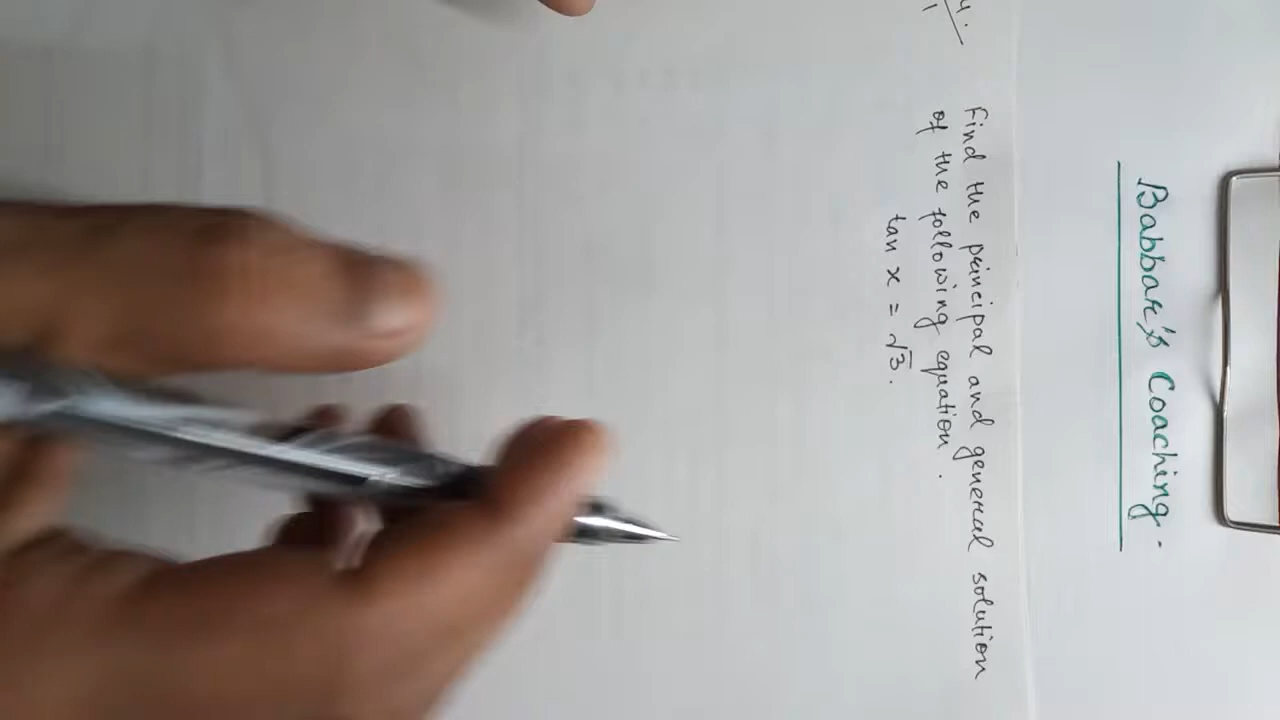 Babbar's Coaching.
Find the principal and general solution
of the following equation.
tan x = √3.